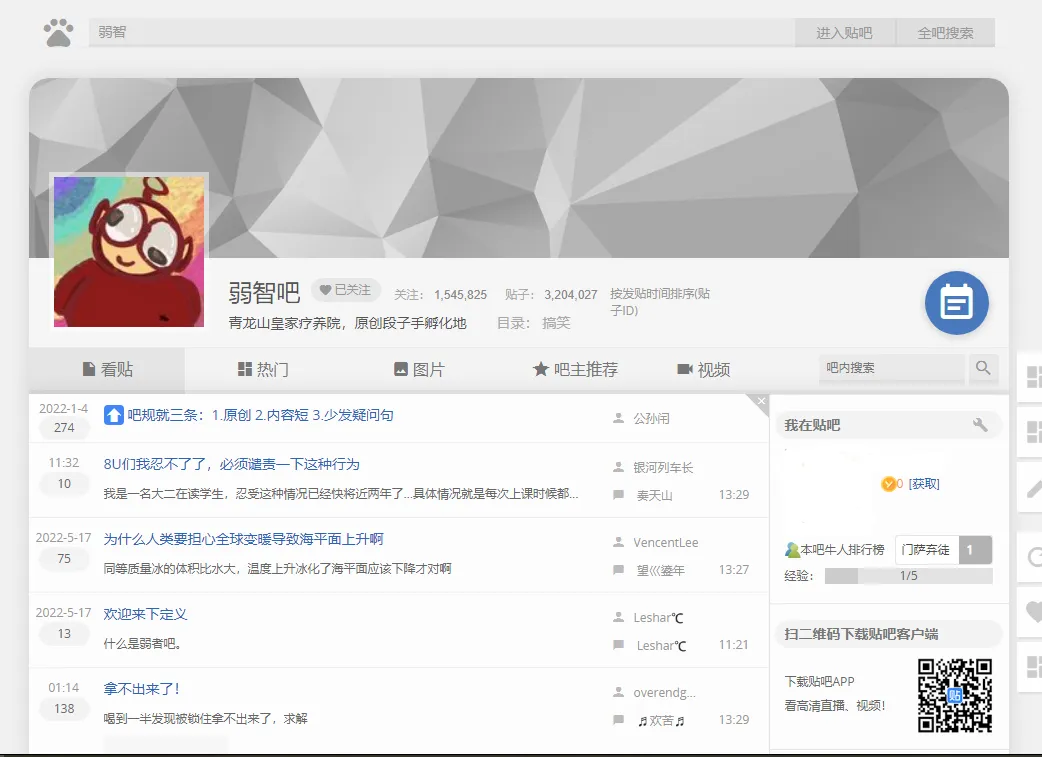 弱智 进入贴吧 全吧搜索
弱智吧 已关注 关注： 1,545,825 贴子： 3,204,027 按发贴时间排序(贴
子ID)
青龙山皇家疗养院，原创段子手孵化地 目录： 搞笑
看贴 热门 图片 吧主推荐 视频 吧内搜索
2022-1-4 吧规就三条：1.原创 2.内容短 3.少发疑问句 公孙闬
274
11:32 8U们我忍不了了，必须谴责一下这种行为 银河列车长
10 我是一名大二在读学生，忍受这种情况已经快将近两年了...具体情况就是每次上课时候都... 奏天山 13:29
2022-5-17 为什么人类要担心全球变暖导致海平面上升啊 VencentLee
75 同等质量冰的体积比水大，温度上升冰化了海平面应该下降才对啊 望巛鎏年 13:27
2022-5-17 欢迎来下定义 Leshar℃
13 什么是弱者吧。 Leshar℃ 11:21
01:14 拿不出来了！ overendg...
138 喝到一半发现被锁住拿不出来了，求解 ♬欢苦♬ 13:29
我在贴吧
0 [获取]
本吧牛人排行榜 门萨弃徒 1
经验： 1/5
扫二维码下载贴吧客户端
下载贴吧APP
看高清直播、视频！
贴